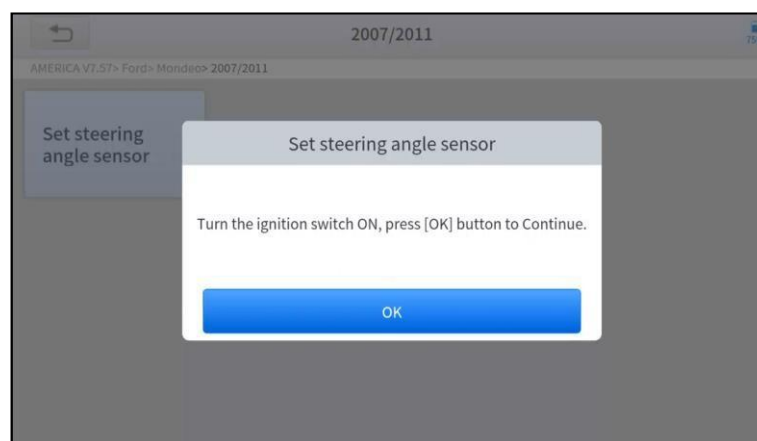 2007/2011
75
AMERICA V7.57> Ford> Mondeo> 2007/2011
Set steering
angle sensor
Set steering angle sensor
Turn the ignition switch ON, press [OK] button to Continue.
OK